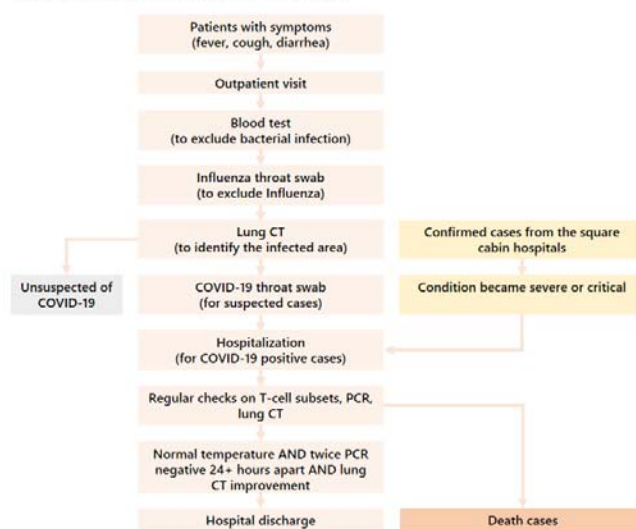 Patients with symptoms
(fever, cough, diarrhea)
Outpatient visit
Blood test
(to exclude bacterial infection)
Influenza throat swab
(to exclude Influenza)
Lung CT
(to identify the infected area)
Confirmed cases from the square
cabin hospitals
Unsuspected of
COVID-19
COVID-19 throat swab
(for suspected cases)
Condition became severe or critical
Hospitalization
(for COVID-19 positive cases)
Regular checks on T-cell subsets, PCR,
lung CT
Normal temperature AND twice PCR
negative 24+ hours apart AND lung
CT improvement
Hospital discharge
Death cases